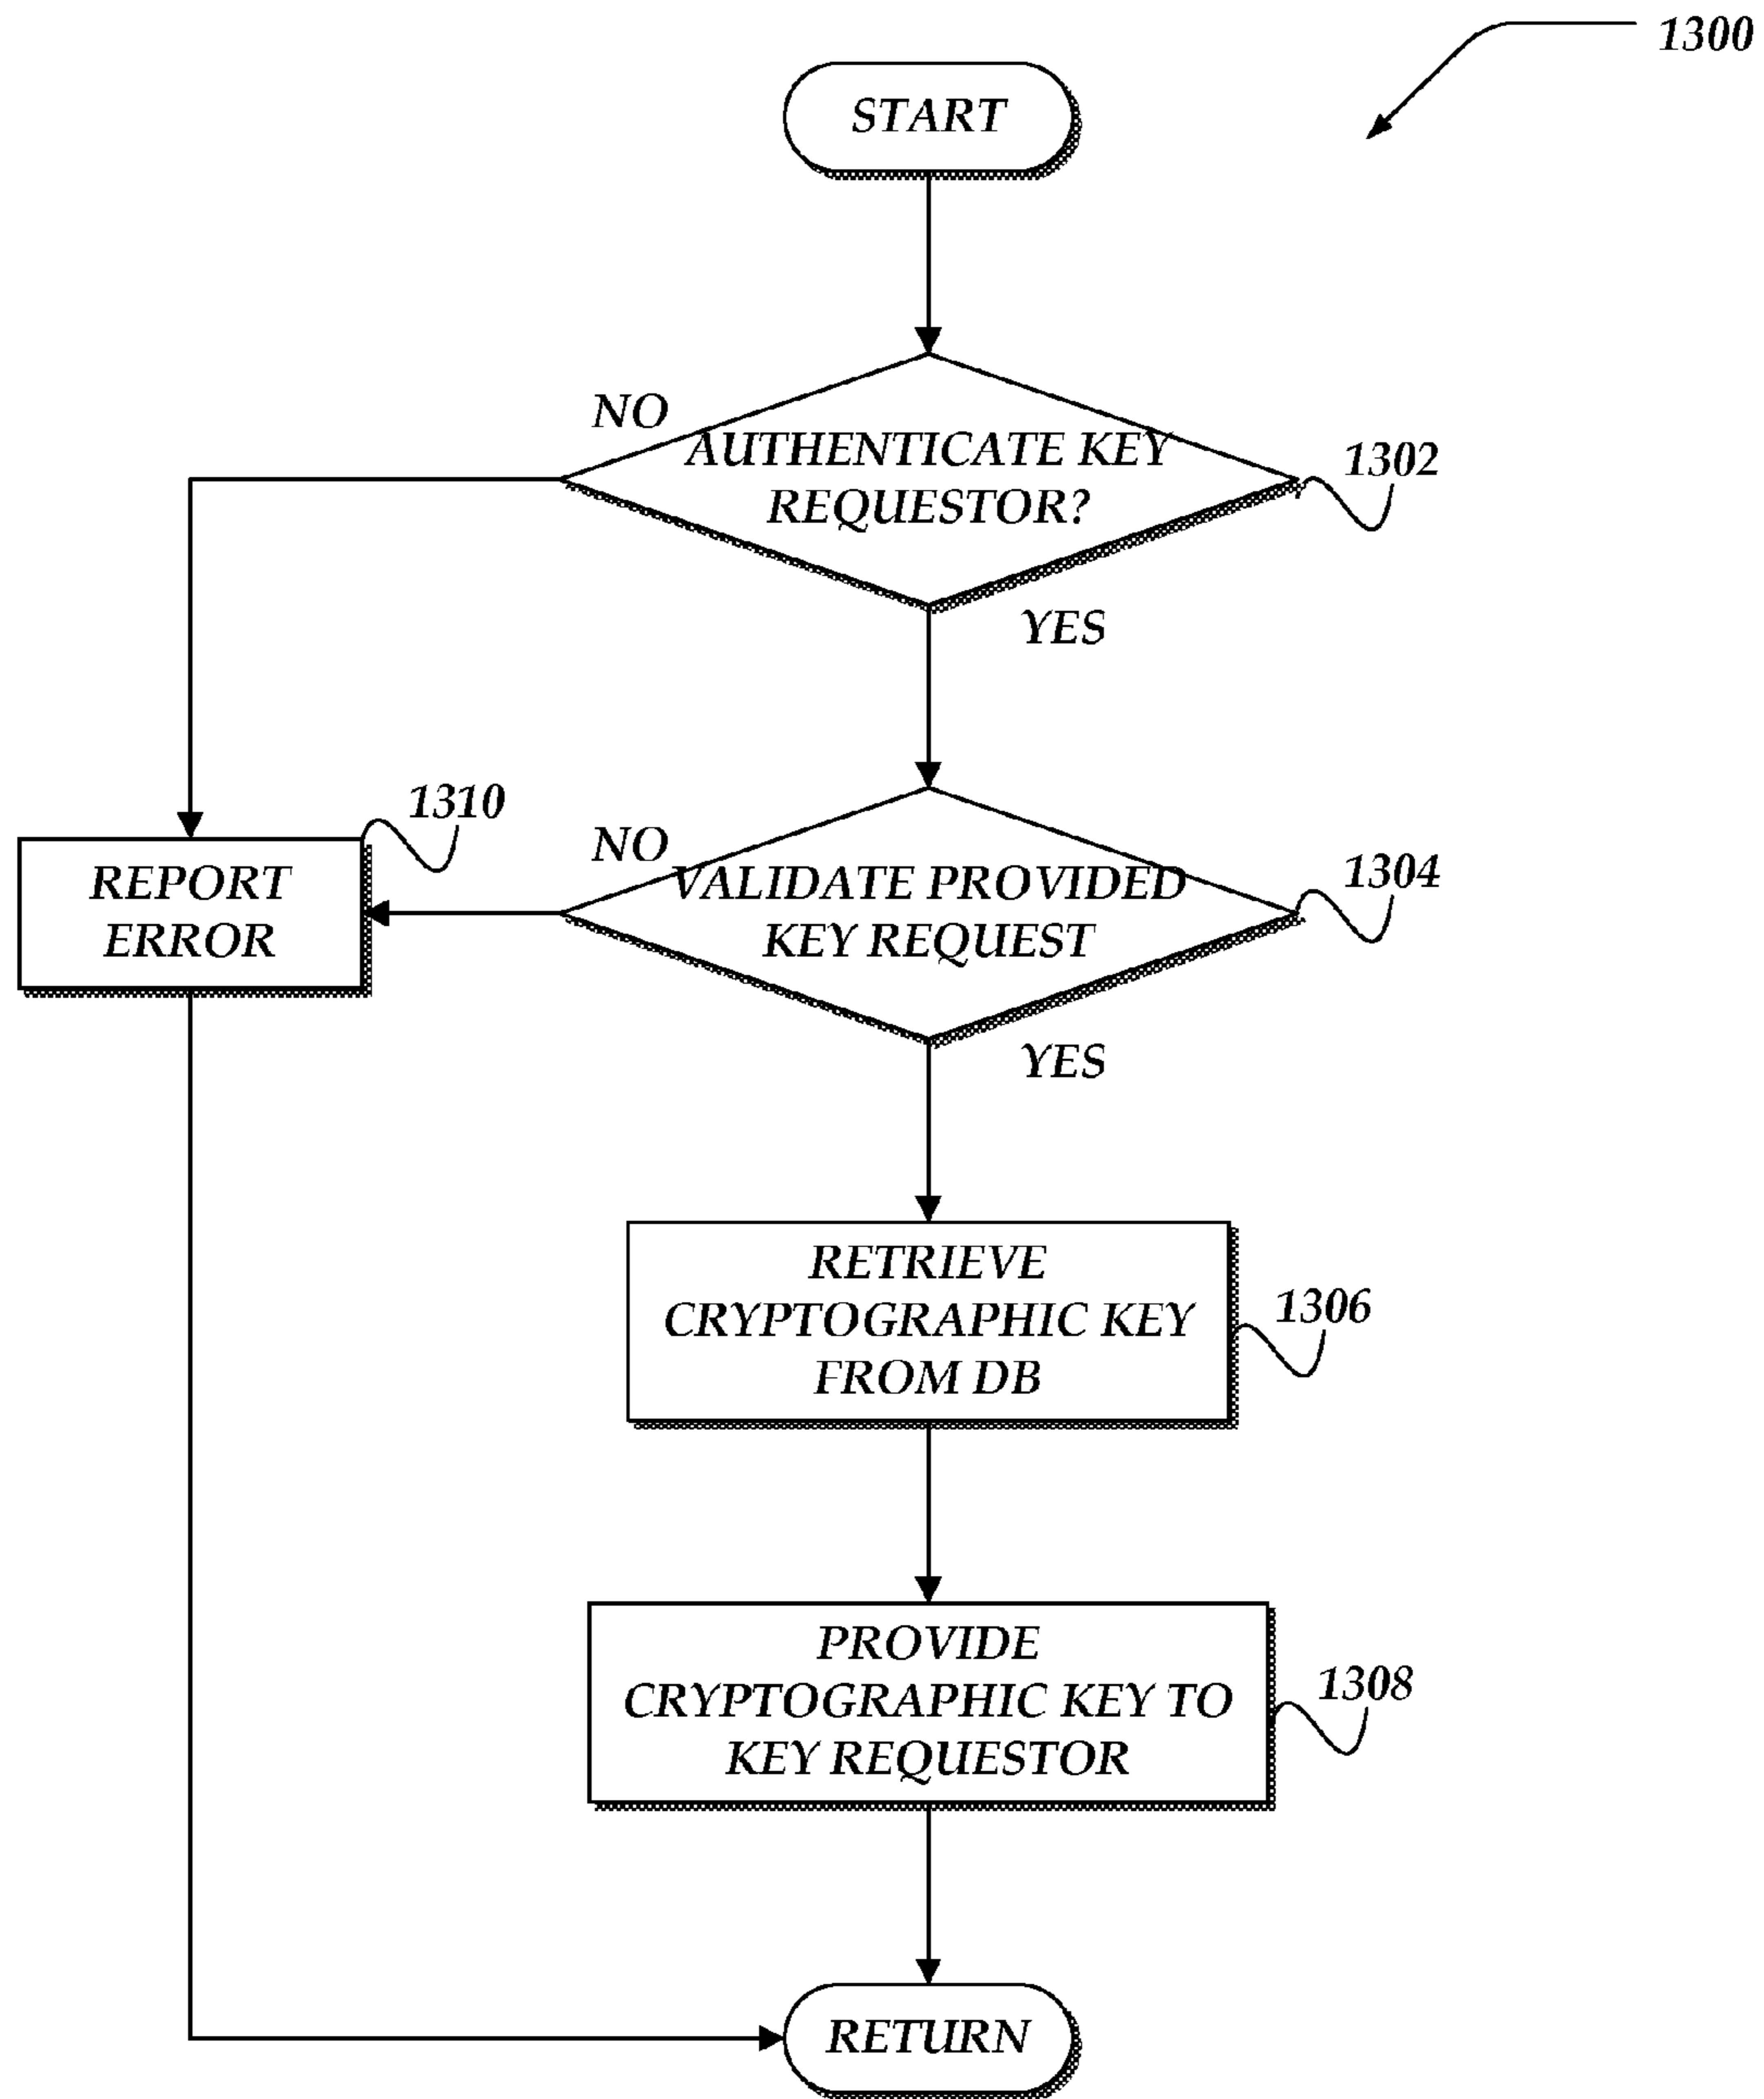 1300
START
NO
AUTHENTICATE KEY
REQUESTOR?
1302
YES
1310
REPORT
ERROR
NO
VALIDATE PROVIDED
KEY REQUEST
1304
YES
RETRIEVE
CRYPTOGRAPHIC KEY
FROM DB
1306
PROVIDE
CRYPTOGRAPHIC KEY TO
KEY REQUESTOR
1308
RETURN